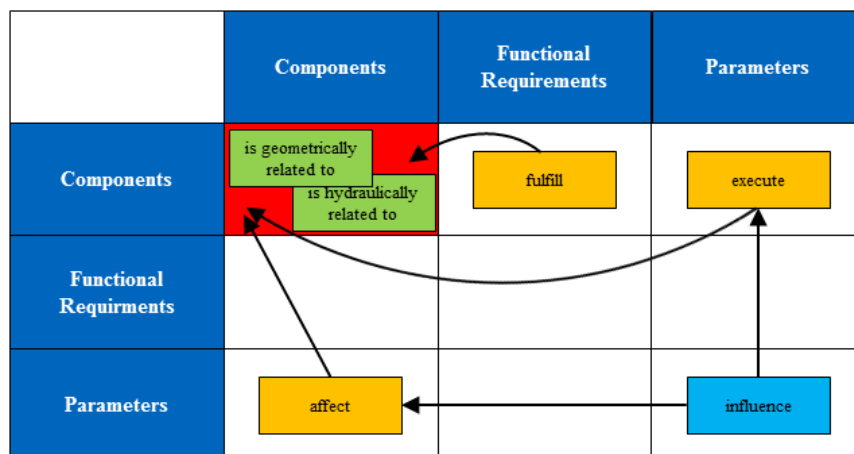 Components
Functional
Requirements
Parameters
Components
is geometrically
related to
is hydraulically
related to
fulfill
execute
Functional
Requirments
Parameters
affect
influence